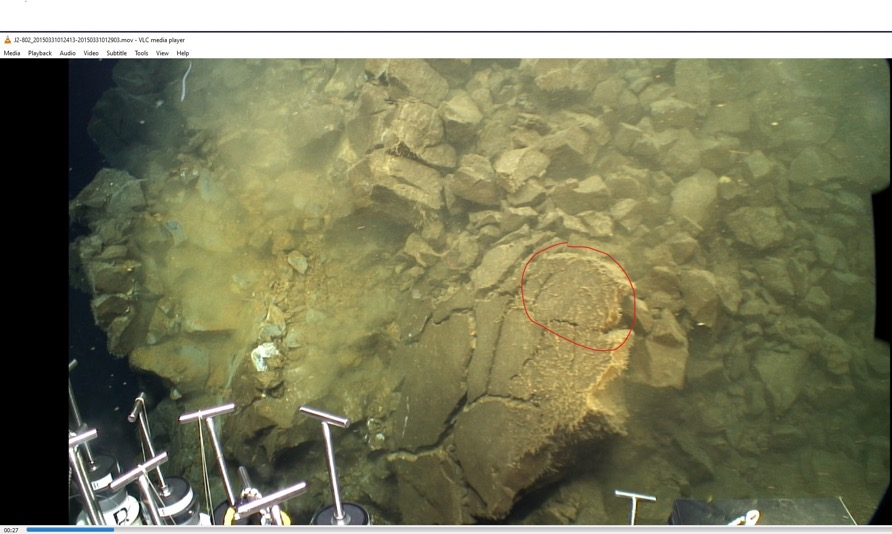 J2-802_20150331012413-20150331012903.mov - VLC media player
Media Playback Audio Video Subtitle Tools View Help
00:27